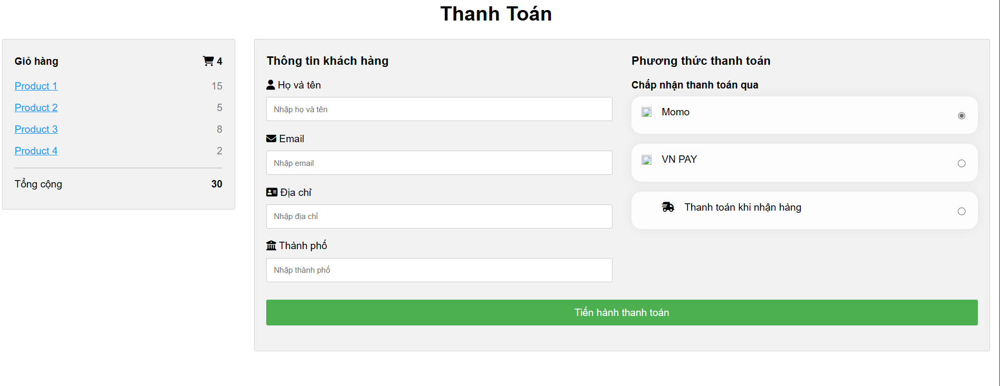 Thanh Toán
Giỏ hàng 4
Product 1 15
Product 2 5
Product 3 8
Product 4 2
Tổng cộng 30
Thông tin khách hàng
Họ và tên
Nhập họ và tên
Email
Nhập email
Địa chỉ
Nhập địa chỉ
Thành phố
Nhập thành phố
Phương thức thanh toán
Chấp nhận thanh toán qua
Momo
VN PAY
Thanh toán khi nhận hàng
Tiến hành thanh toán